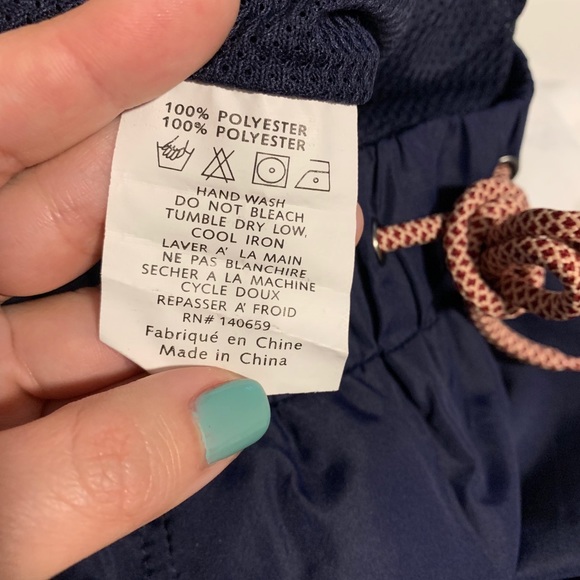 100% POLYESTER
100% POLYESTER
HAND WASH
DO NOT BLEACH
TUMBLE DRY LOW,
COOL IRON
LAVER A' LA MAIN
NE PAS BLANCHIRE
SECHER A LA MACHINE
CYCLE DOUX
REPASSER A' FROID
RN# 140659
Fabriqué en Chine
Made in China